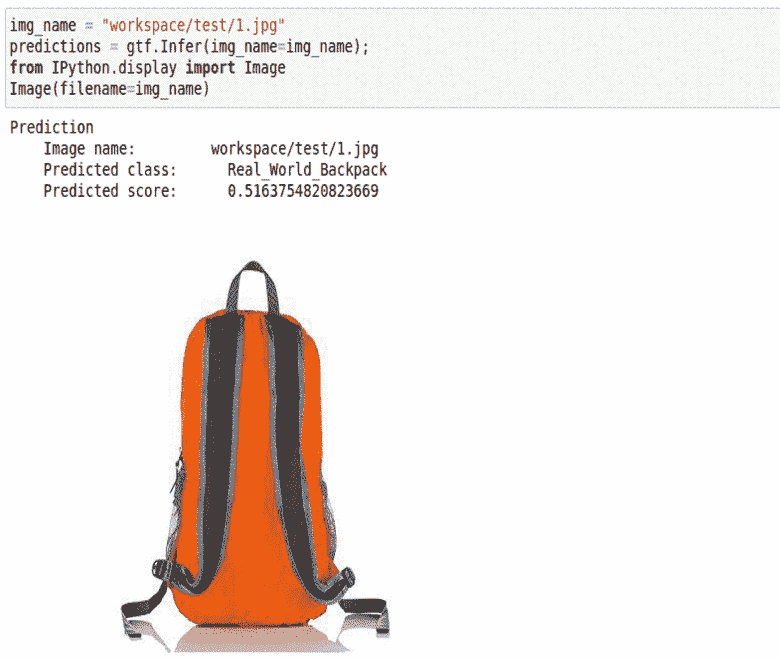 img_name = "workspace/test/1.jpg"
predictions = gtf.Infer(img_name=img_name);
from IPython.display import Image
Image(filename=img_name)
Prediction
Image name: workspace/test/1.jpg
Predicted class: Real_World_Backpack
Predicted score: 0.5163754820823669